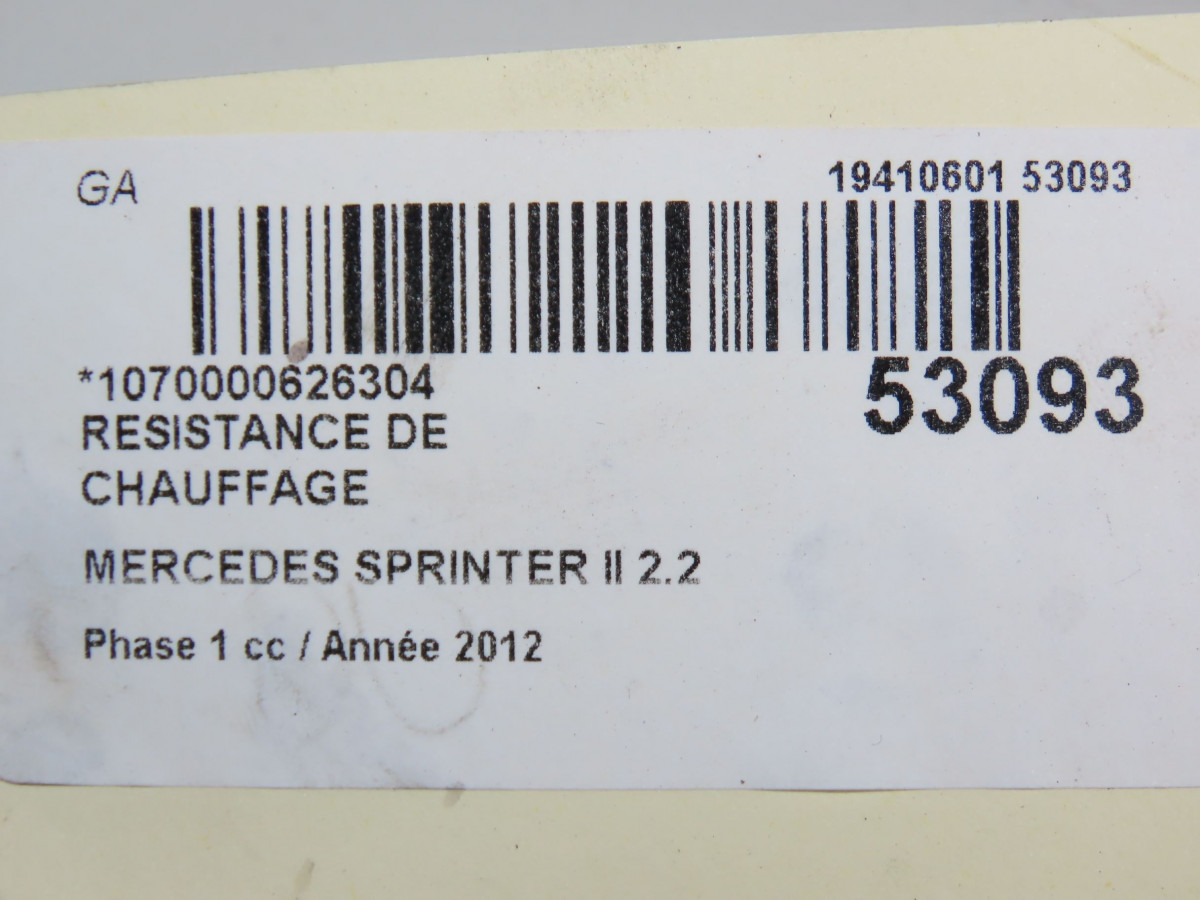 GA
19410601 53093
*1070000626304
53093
RESISTANCE DE
CHAUFFAGE
MERCEDES SPRINTER II 2.2
Phase 1 cc / Année 2012